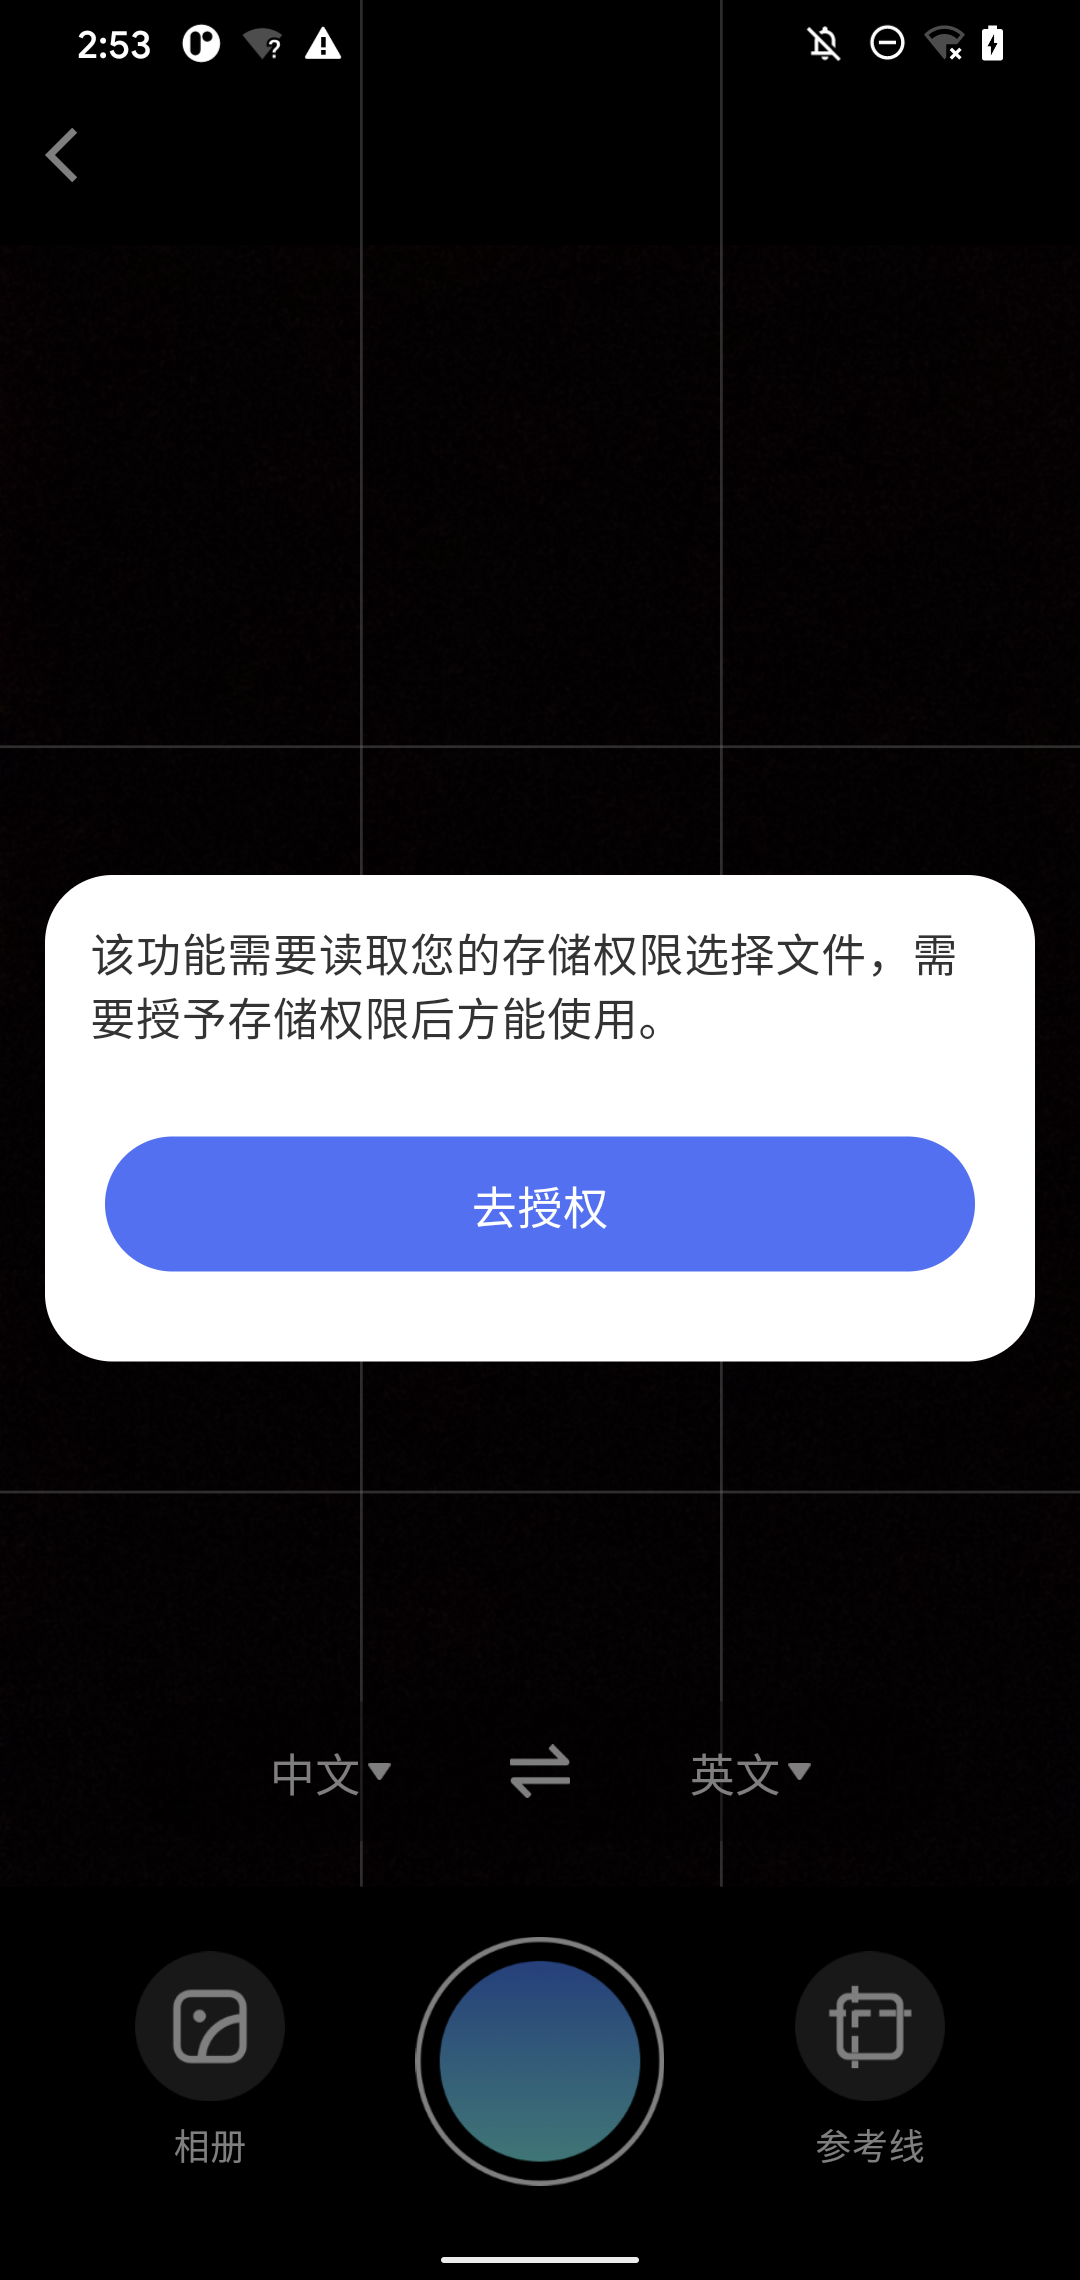 2:53
该功能需要读取您的存储权限选择文件，需
要授予存储权限后方能使用。
去授权
中文
英文
相册
参考线